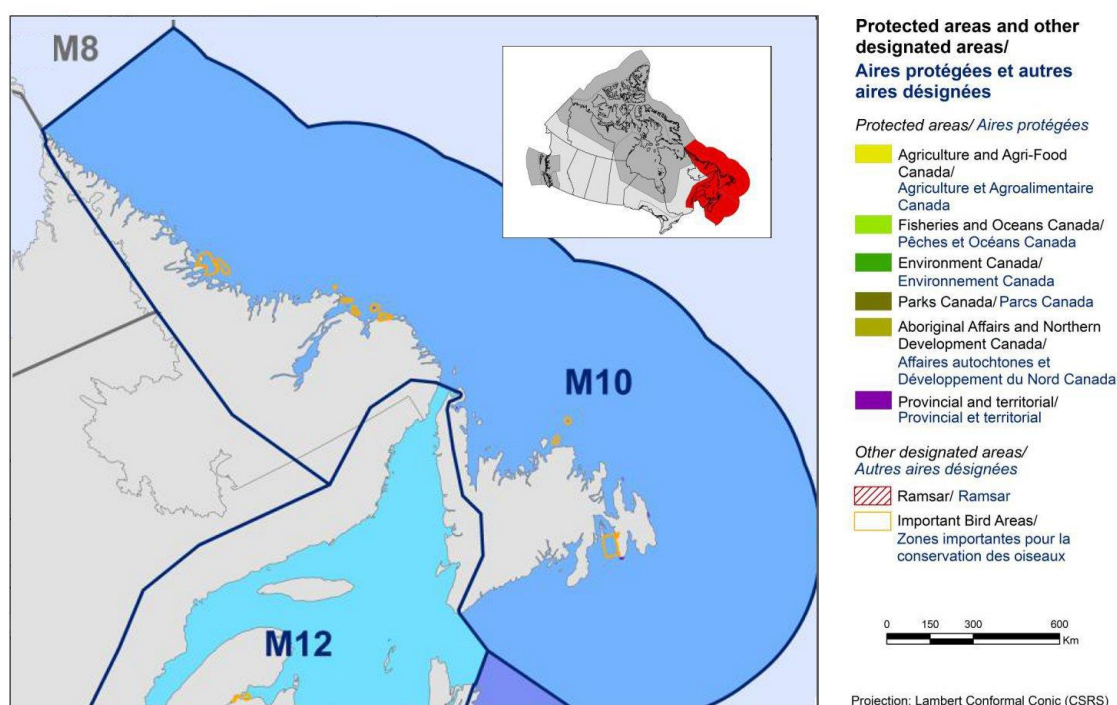 M8
M10
M12
Protected areas and other
designated areas/
Aires protégées et autres
aires désignées
Protected areas/ Aires protégées
Agriculture and Agri-Food
Canada/
Agriculture et Agroalimentaire
Canada
Fisheries and Oceans Canada/
Pêches et Océans Canada
Environment Canada/
Environnement Canada
Parks Canada/ Parcs Canada
Aboriginal Affairs and Northern
Development Canada/
Affaires autochtones et
Développement du Nord Canada
Provincial and territorial/
Provincial et territorial
Other designated areas/
Autres aires désignées
Ramsar/ Ramsar
Important Bird Areas/
Zones importantes pour la
conservation des oiseaux
0 150 300 600
Km
Projection: Lambert Conformal Conic (CSRS)